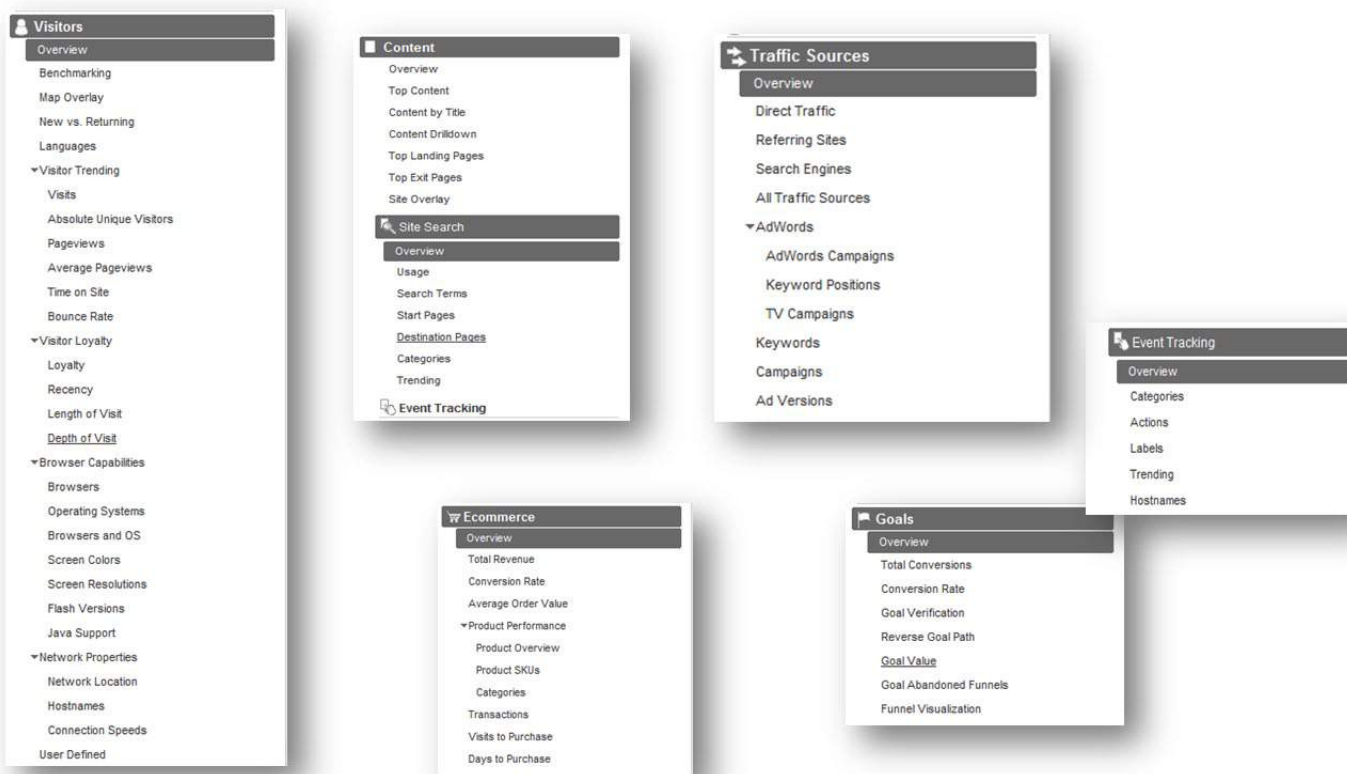 Visitors
Overview
Benchmarking
Map Overlay
New vs. Returning
Languages
Visitor Trending
Visits
Absolute Unique Visitors
Pageviews
Average Pageviews
Time on Site
Bounce Rate
Visitor Loyalty
Loyalty
Recency
Length of Visit
Depth of Visit
Browser Capabilities
Browsers
Operating Systems
Browsers and OS
Screen Colors
Screen Resolutions
Flash Versions
Java Support
Network Properties
Network Location
Hostnames
Connection Speeds
User Defined
Content
Overview
Top Content
Content by Title
Content Drilldown
Top Landing Pages
Top Exit Pages
Site Overlay
Site Search
Overview
Usage
Search Terms
Start Pages
Destination Pages
Categories
Trending
Event Tracking
Traffic Sources
Overview
Direct Traffic
Referring Sites
Search Engines
All Traffic Sources
AdWords
AdWords Campaigns
Keyword Positions
TV Campaigns
Keywords
Campaigns
Ad Versions
Event Tracking
Overview
Categories
Actions
Labels
Trending
Hostnames
Ecommerce
Overview
Total Revenue
Conversion Rate
Average Order Value
Product Performance
Product Overview
Product SKUs
Categories
Transactions
Visits to Purchase
Days to Purchase
Goals
Overview
Total Conversions
Conversion Rate
Goal Verification
Reverse Goal Path
Goal Value
Goal Abandoned Funnels
Funnel Visualization